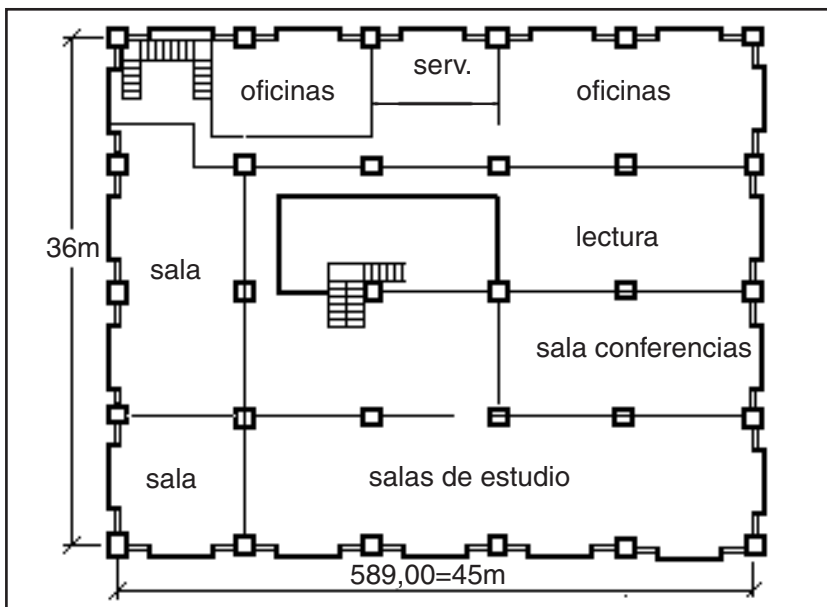 serv.
oficinas
oficinas
lectura
36m
sala
sala conferencias
sala
salas de estudio
589,00=45m